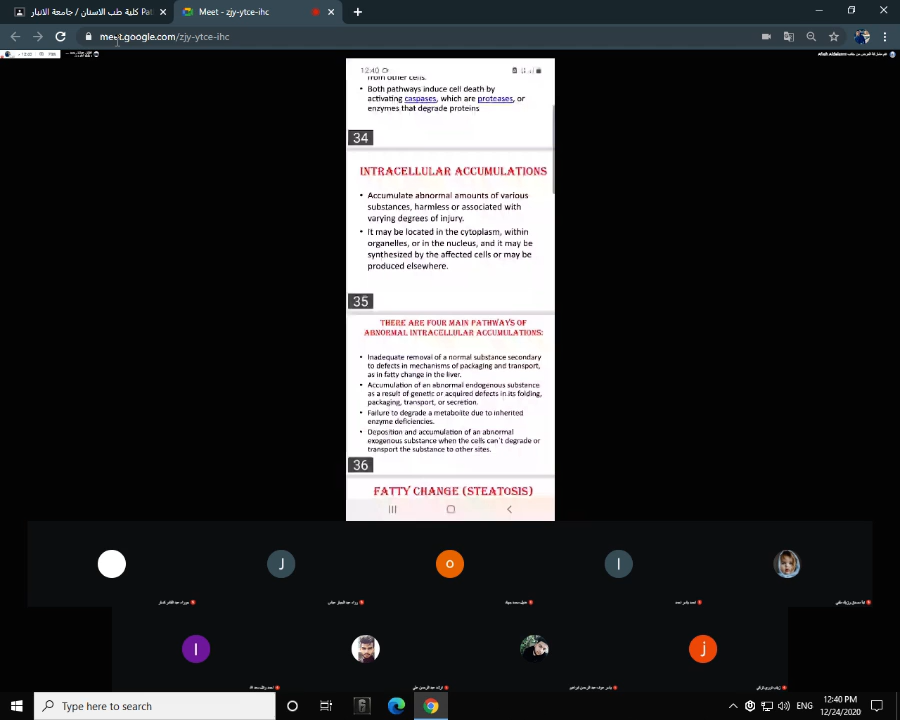 كلية طب الاسنان / جامعة الانبار Pat
Meet - zjy-ytce-ihc
meet.google.com/zjy-ytce-ihc
12:40
from other cells.
• Both pathways induce cell death by
activating caspases, which are proteases, or
enzymes that degrade proteins
34
INTRACELLULAR ACCUMULATIONS
• Accumulate abnormal amounts of various
substances, harmless or associated with
varying degrees of injury.
• It may be located in the cytoplasm, within
organelles, or in the nucleus, and it may be
synthesized by the affected cells or may be
produced elsewhere.
35
THERE ARE FOUR MAIN PATHWAYS OF
ABNORMAL INTRACELLULAR ACCUMULATIONS:
• Inadequate removal of a normal substance secondary
to defects in mechanisms of packaging and transport,
as in fatty change in the liver.
• Accumulation of an abnormal endogenous substance
as a result of genetic or acquired defects in its folding,
packaging, transport, or secretion.
• Failure to degrade a metabolite due to inherited
enzyme deficiencies.
• Deposition and accumulation of an abnormal
exogenous substance when the cells can't degrade or
transport the substance to other sites.
36
FATTY CHANGE (STEATOSIS)
J
o
I
I
j
Type here to search
ENG
12:40 PM
12/24/2020